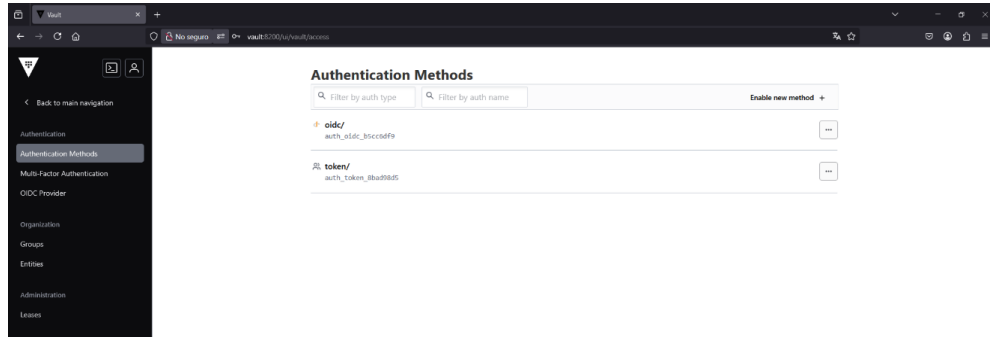 Vault
No seguro
vault:8200/ui/vault/access
Back to main navigation
Authentication
Authentication Methods
Multi-Factor Authentication
OIDC Provider
Organization
Groups
Entities
Administration
Leases
Authentication Methods
Filter by auth type
Filter by auth name
Enable new method +
oidc/
auth_oidc_b5cc6df9
token/
auth_token_8bad98d5